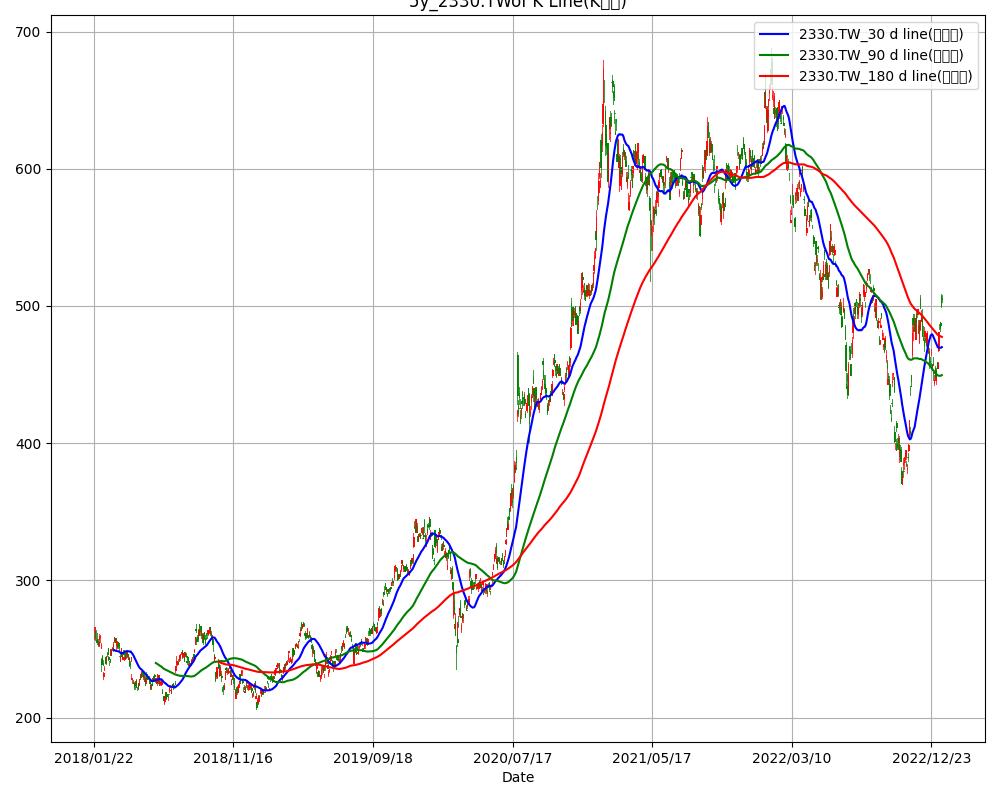 5y_2330.TWof K Line(K▯▯)
700
600
500
400
300
200
2330.TW_30 d line(▯▯▯)
2330.TW_90 d line(▯▯▯)
2330.TW_180 d line(▯▯▯)
2018/01/22 2018/11/16 2019/09/18 2020/07/17 2021/05/17 2022/03/10 2022/12/23
Date